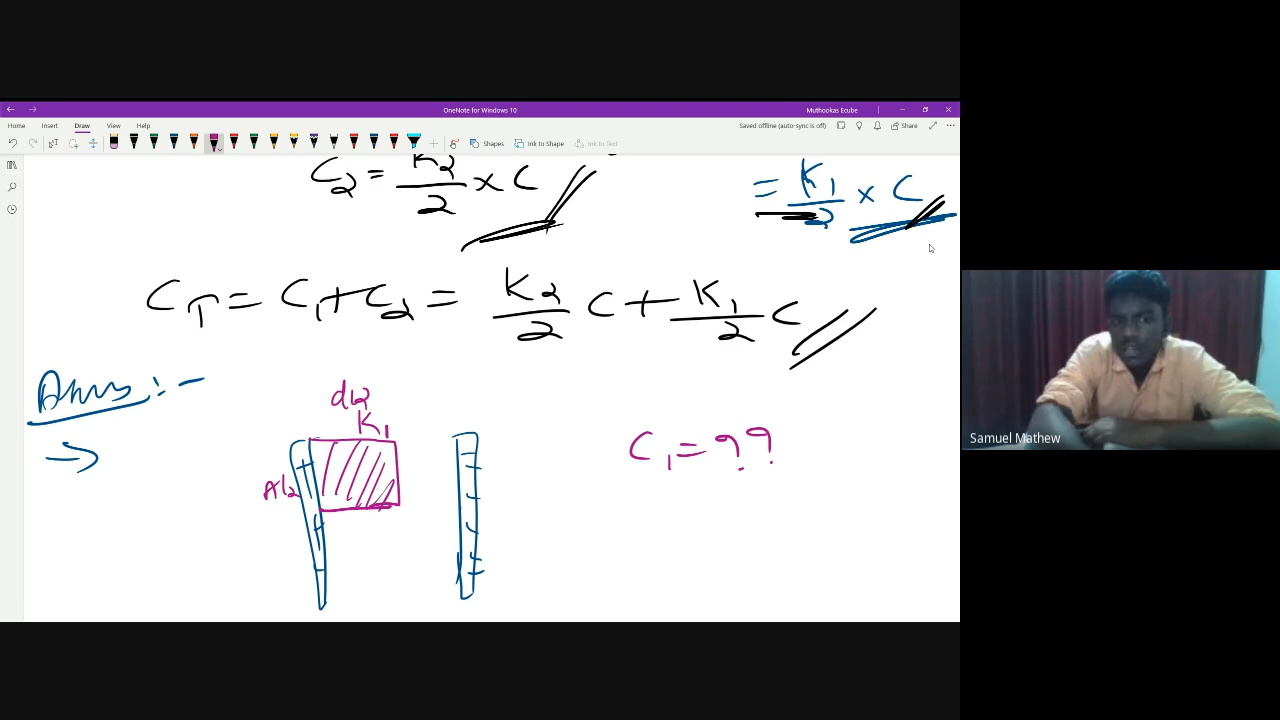 OneNote for Windows 10
Muthookas Ecube
Home Insert Draw View Help
Saved offline (auto-sync is off)
Share
Shapes
Ink to Shape
Ink to Text
C2 = K2/2 × C
= K1/2 × C
CT = C1 + C2 = K2/2 C + K1/2 C
Ans :-
→
d/2
K1
A/2
C1 = ??
Samuel Mathew